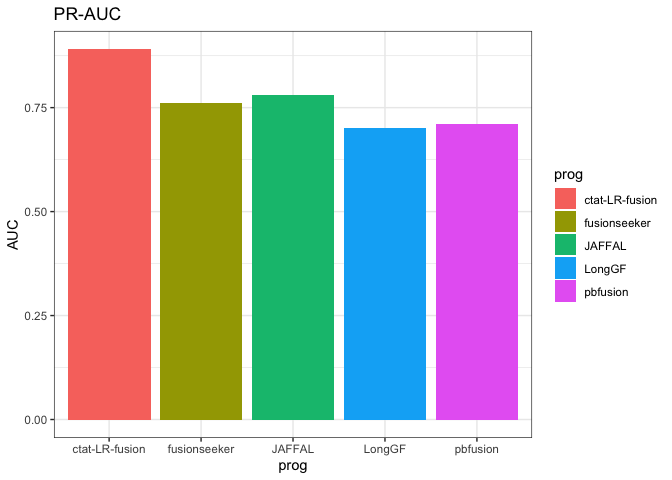 PR-AUC
AUC
0.75
0.50
0.25
0.00
ctat-LR-fusion fusionseeker JAFFAL LongGF pbfusion
prog
prog
ctat-LR-fusion
fusionseeker
JAFFAL
LongGF
pbfusion